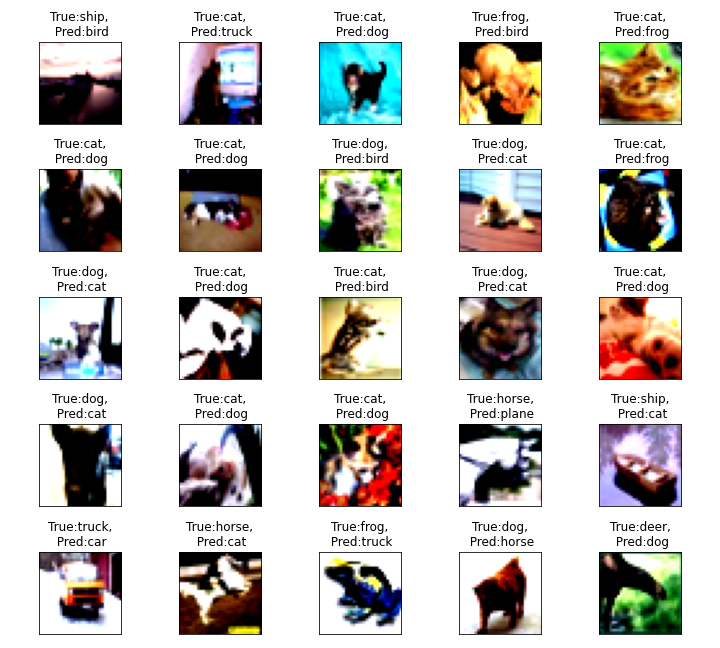 True:ship,
Pred:bird
True:cat,
Pred:truck
True:cat,
Pred:dog
True:frog,
Pred:bird
True:cat,
Pred:frog
True:cat,
Pred:dog
True:cat,
Pred:dog
True:dog,
Pred:bird
True:dog,
Pred:cat
True:cat,
Pred:frog
True:dog,
Pred:cat
True:cat,
Pred:dog
True:cat,
Pred:bird
True:dog,
Pred:cat
True:cat,
Pred:dog
True:dog,
Pred:cat
True:cat,
Pred:dog
True:cat,
Pred:dog
True:horse,
Pred:plane
True:ship,
Pred:cat
True:truck,
Pred:car
True:horse,
Pred:cat
True:frog,
Pred:truck
True:dog,
Pred:horse
True:deer,
Pred:dog